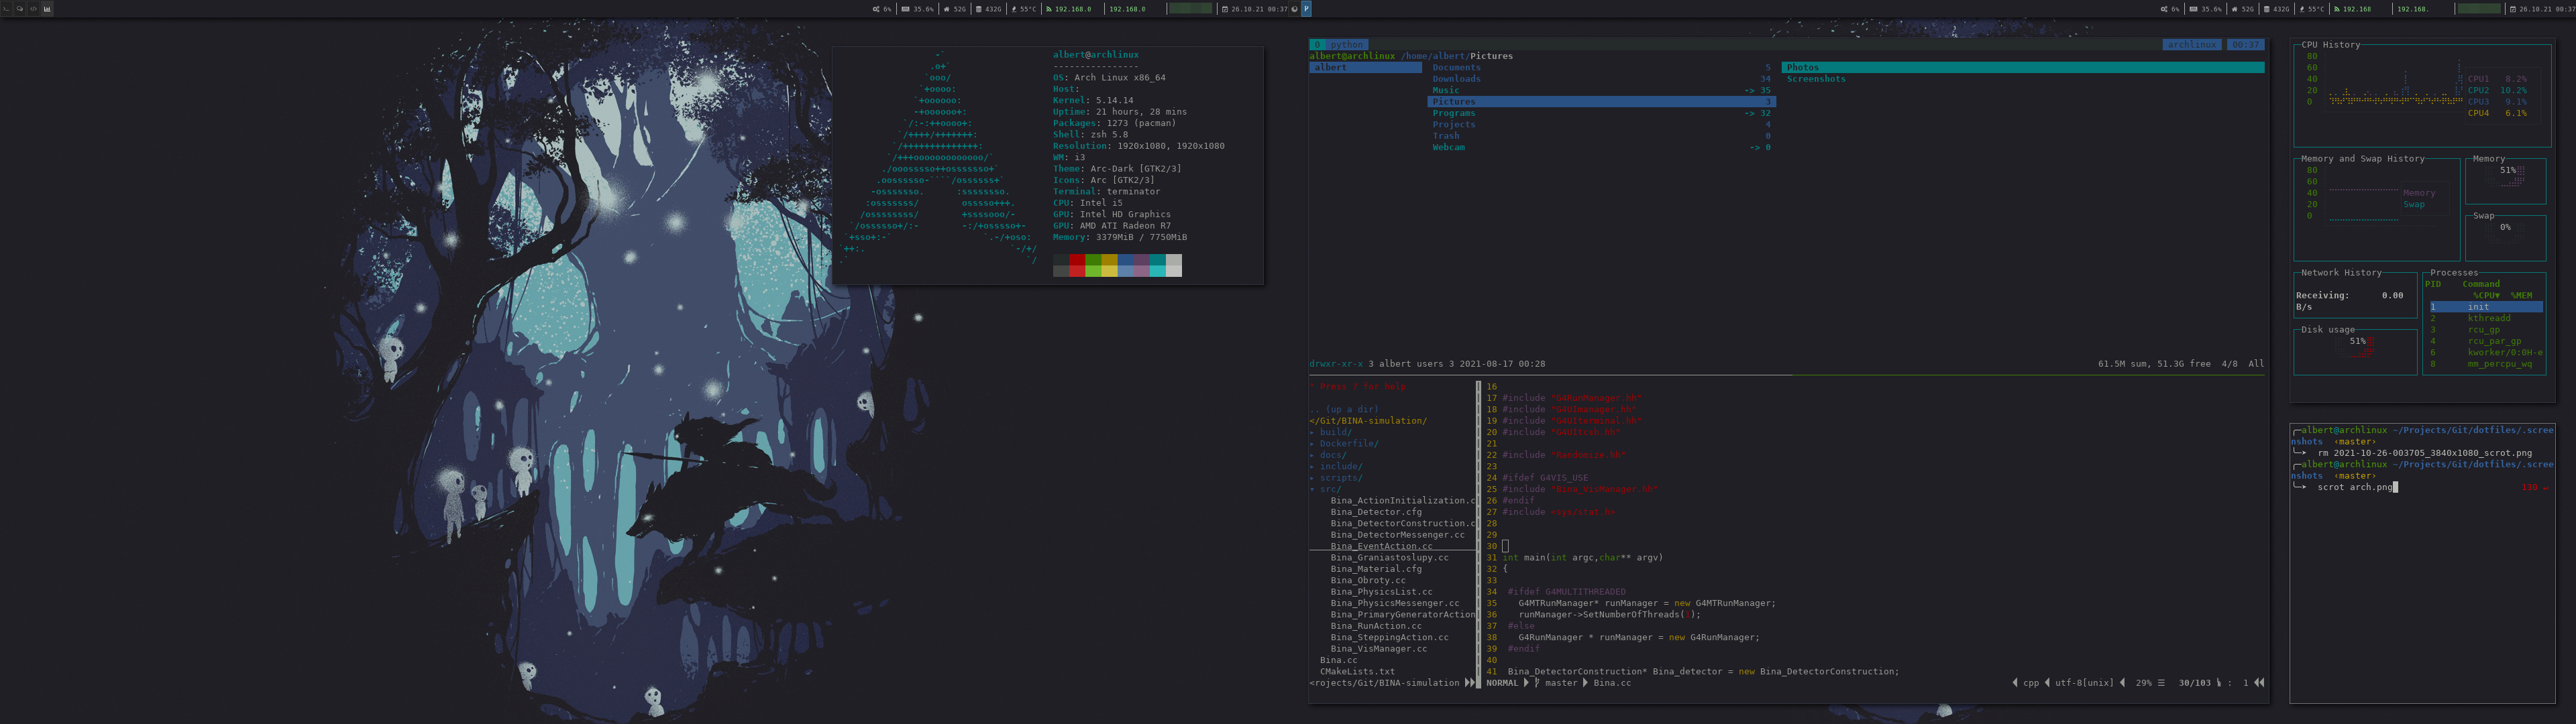 6% 35.6% 52G 432G 55°C 192.168.0 192.168.0 26.10.21 00:37
6% 35.6% 52G 432G 55°C 192.168 192.168. 26.10.21 00:37
albert@archlinux
-----------------
OS: Arch Linux x86_64
Host:
Kernel: 5.14.14
Uptime: 21 hours, 28 mins
Packages: 1273 (pacman)
Shell: zsh 5.8
Resolution: 1920x1080, 1920x1080
WM: i3
Theme: Arc-Dark [GTK2/3]
Icons: Arc [GTK2/3]
Terminal: terminator
CPU: Intel i5
GPU: Intel HD Graphics
GPU: AMD ATI Radeon R7
Memory: 3379MiB / 7750MiB
0 python archlinux 00:37
albert@archlinux /home/albert/Pictures
albert Documents 5 Photos
Downloads 34 Screenshots
Music -> 35
Pictures 3
Programs -> 32
Projects 4
Trash 0
Webcam -> 0
drwxr-xr-x 3 albert users 3 2021-08-17 00:28 61.5M sum, 51.3G free 4/8 All
" Press ? for help
.. (up a dir)
</Git/BINA-simulation/
▸ build/
▸ Dockerfile/
▸ docs/
▸ include/
▸ scripts/
▾ src/
Bina_ActionInitialization.c
Bina_Detector.cfg
Bina_DetectorConstruction.c
Bina_DetectorMessenger.cc
Bina_EventAction.cc
Bina_Graniastoslupy.cc
Bina_Material.cfg
Bina_Obroty.cc
Bina_PhysicsList.cc
Bina_PhysicsMessenger.cc
Bina_PrimaryGeneratorAction
Bina_RunAction.cc
Bina_SteppingAction.cc
Bina_VisManager.cc
Bina.cc
CMakeLists.txt
<rojects/Git/BINA-simulation
16
17 #include "G4RunManager.hh"
18 #include "G4UImanager.hh"
19 #include "G4UIterminal.hh"
20 #include "G4UItcsh.hh"
21
22 #include "Randomize.hh"
23
24 #ifdef G4VIS_USE
25 #include "Bina_VisManager.hh"
26 #endif
27 #include <sys/stat.h>
28
29
30
31 int main(int argc,char** argv)
32 {
33
34 #ifdef G4MULTITHREADED
35 G4MTRunManager* runManager = new G4MTRunManager;
36 runManager->SetNumberOfThreads( );
37 #else
38 G4RunManager * runManager = new G4RunManager;
39 #endif
40
41 Bina_DetectorConstruction* Bina_detector = new Bina_DetectorConstruction;
NORMAL master Bina.cc cpp utf-8[unix] 29% ☰ 30/103 : 1
CPU History
80
60
40 CPU1 8.2%
20 CPU2 10.2%
0 CPU3 9.1%
CPU4 6.1%
Memory and Swap History
80
60
40 Memory
20 Swap
0
Memory
51%
Swap
0%
Network History
Receiving: 0.00
B/s
Disk usage
51%
Processes
PID Command
%CPU▼ %MEM
1 init
2 kthreadd
3 rcu_gp
4 rcu_par_gp
6 kworker/0:0H-e
8 mm_percpu_wq
╭─albert@archlinux ~/Projects/Git/dotfiles/.scree
nshots ‹master›
╰─➤ rm 2021-10-26-003705_3840x1080_scrot.png
╭─albert@archlinux ~/Projects/Git/dotfiles/.scree
nshots ‹master›
╰─➤ scrot arch.png 130 ↵